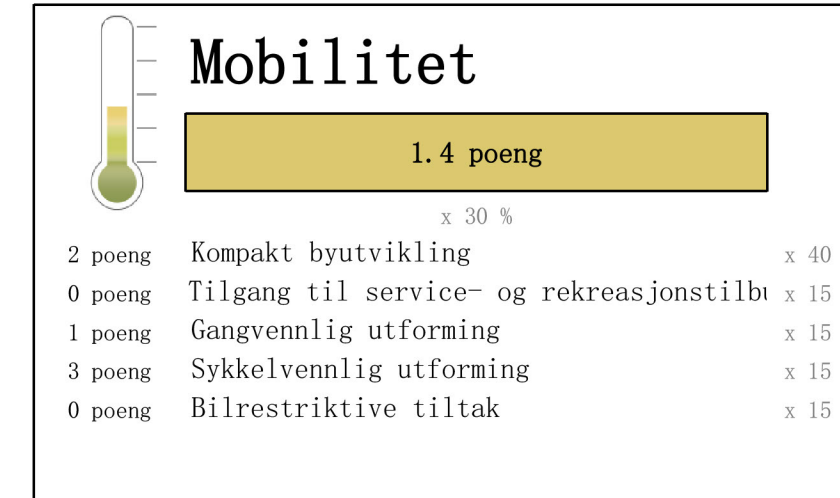 Mobilitet
1.4 poeng
x 30 %
2 poeng Kompakt byutvikling x 40
0 poeng Tilgang til service- og x 15
1 poeng Gangvennlig utforming x 15
3 poeng Sykkelvennlig utforming x 15
0 poeng Bilrestriktive tiltak x 15